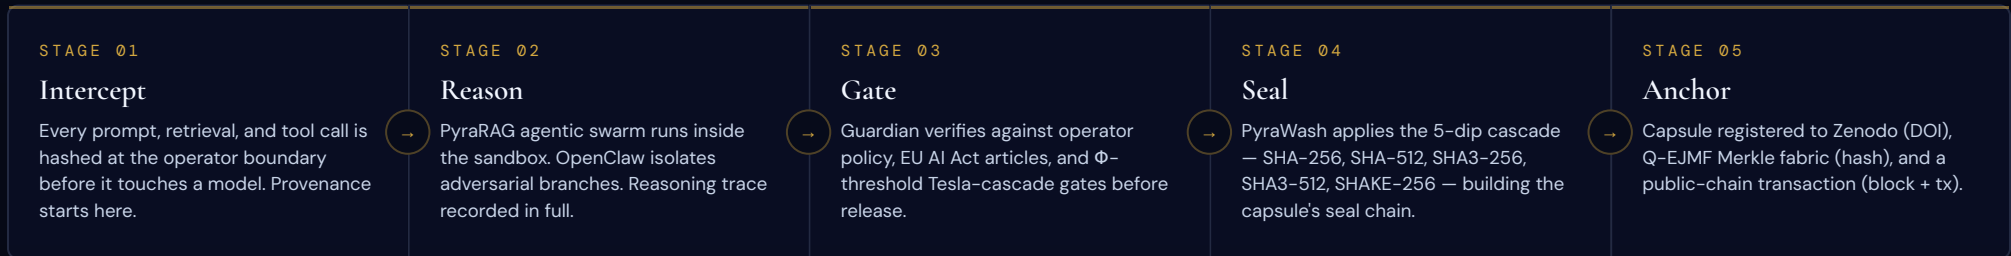 STAGE 01
Intercept
Every prompt, retrieval, and tool call is
hashed at the operator boundary
before it touches a model. Provenance
starts here.
→
STAGE 02
Reason
PyraRAG agentic swarm runs inside
the sandbox. OpenClaw isolates
adversarial branches. Reasoning trace
recorded in full.
→
STAGE 03
Gate
Guardian verifies against operator
policy, EU AI Act articles, and Φ-
threshold Tesla-cascade gates before
release.
→
STAGE 04
Seal
PyraWash applies the 5-dip cascade
— SHA-256, SHA-512, SHA3-256,
SHA3-512, SHAKE-256 — building the
capsule's seal chain.
→
STAGE 05
Anchor
Capsule registered to Zenodo (DOI),
Q-EJMF Merkle fabric (hash), and a
public-chain transaction (block + tx).